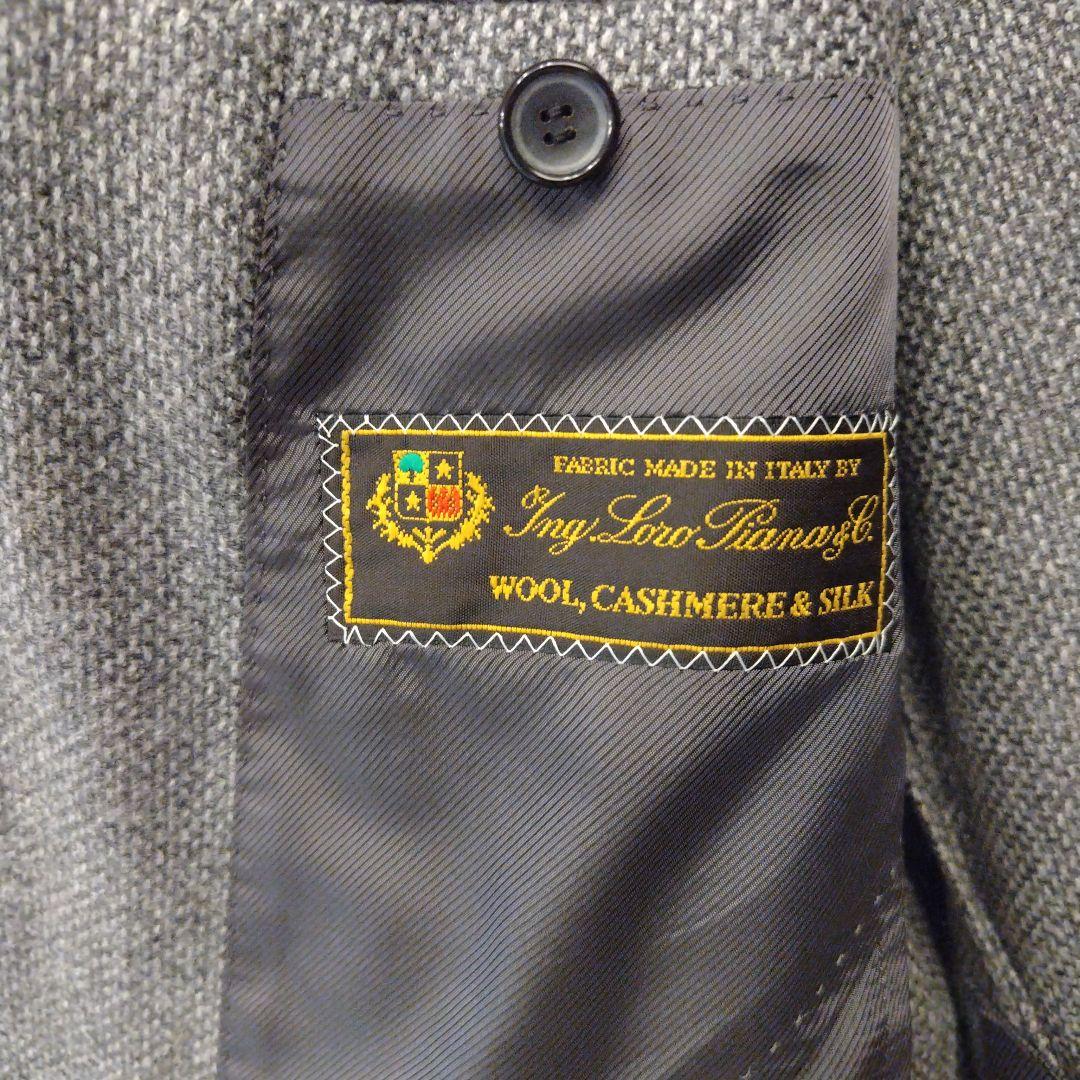 FABRIC MADE IN ITALY BY
Ing. Loro Piana & C.
WOOL, CASHMERE & SILK